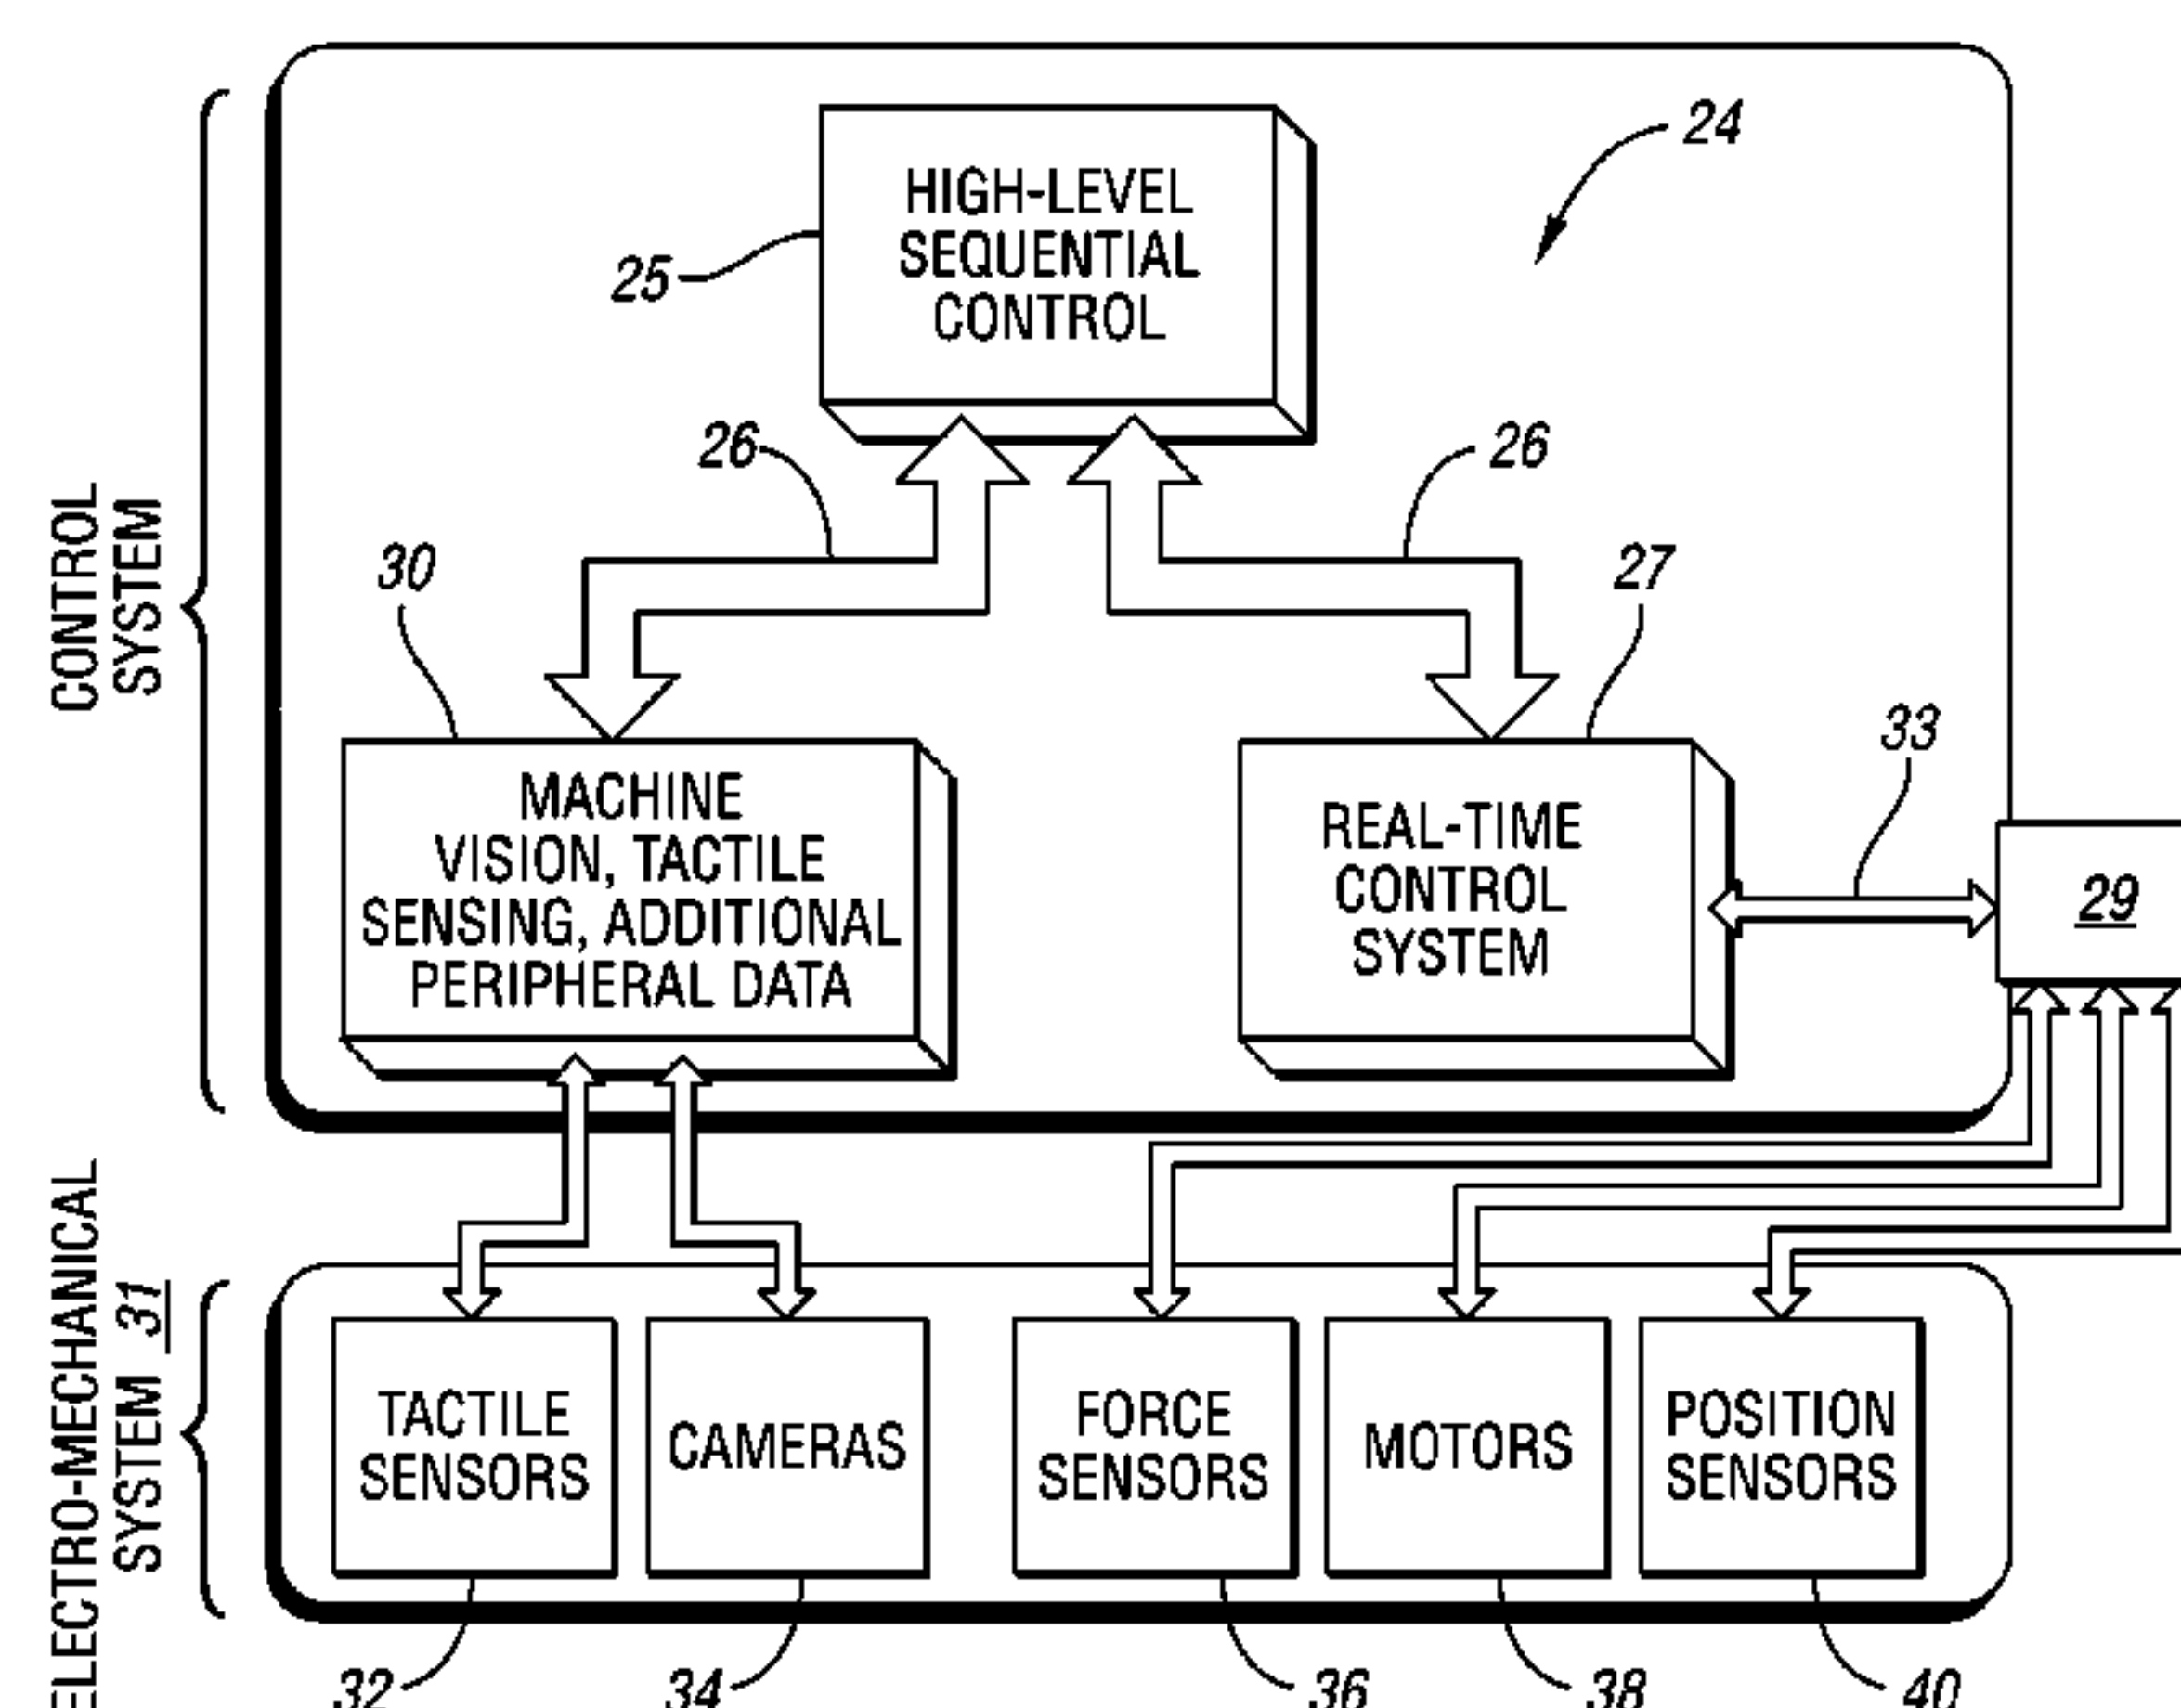 24
HIGH-LEVEL
SEQUENTIAL
CONTROL
25
26
26
CONTROL
SYSTEM
30
27
33
MACHINE
VISION, TACTILE
SENSING, ADDITIONAL
PERIPHERAL DATA
REAL-TIME
CONTROL
SYSTEM
29
ELECTRO-MECHANICAL
SYSTEM 31
TACTILE
SENSORS
CAMERAS
FORCE
SENSORS
MOTORS
POSITION
SENSORS
32
34
36
38
40